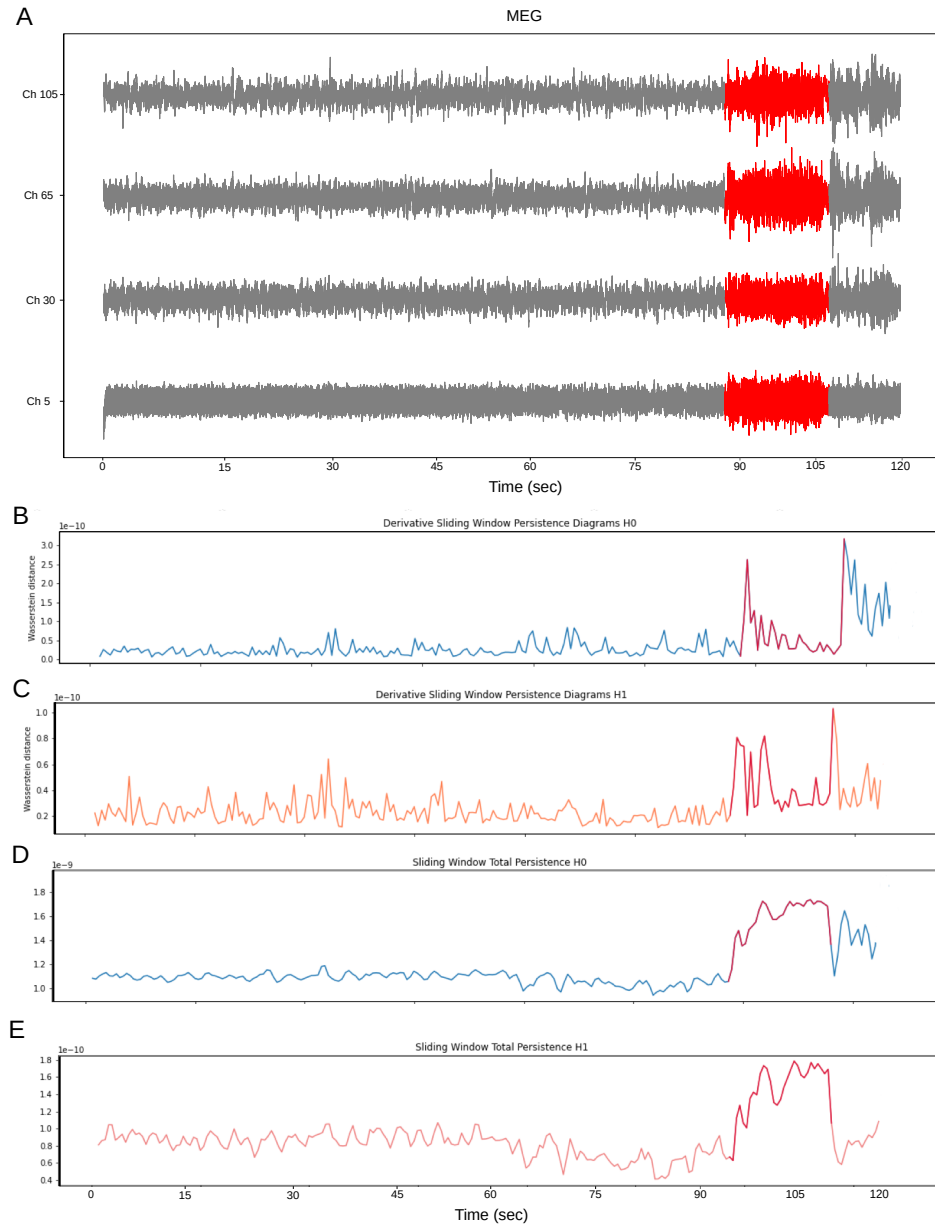 A
MEG
Ch 105
Ch 65
Ch 30
Ch 5
0 15 30 45 60 75 90 105 120
Time (sec)
B
1e−10
Derivative Sliding Window Persistence Diagrams H0
Wasserstein distance
3.0
2.5
2.0
1.5
1.0
0.5
0.0
C
1e−10
Derivative Sliding Window Persistence Diagrams H1
Wasserstein distance
1.0
0.8
0.6
0.4
0.2
D
1e−9
Sliding Window Total Persistence H0
1.8
1.6
1.4
1.2
1.0
E
1e−10
Sliding Window Total Persistence H1
1.8
1.6
1.4
1.2
1.0
0.8
0.6
0.4
0 15 30 45 60 75 90 105 120
Time (sec)